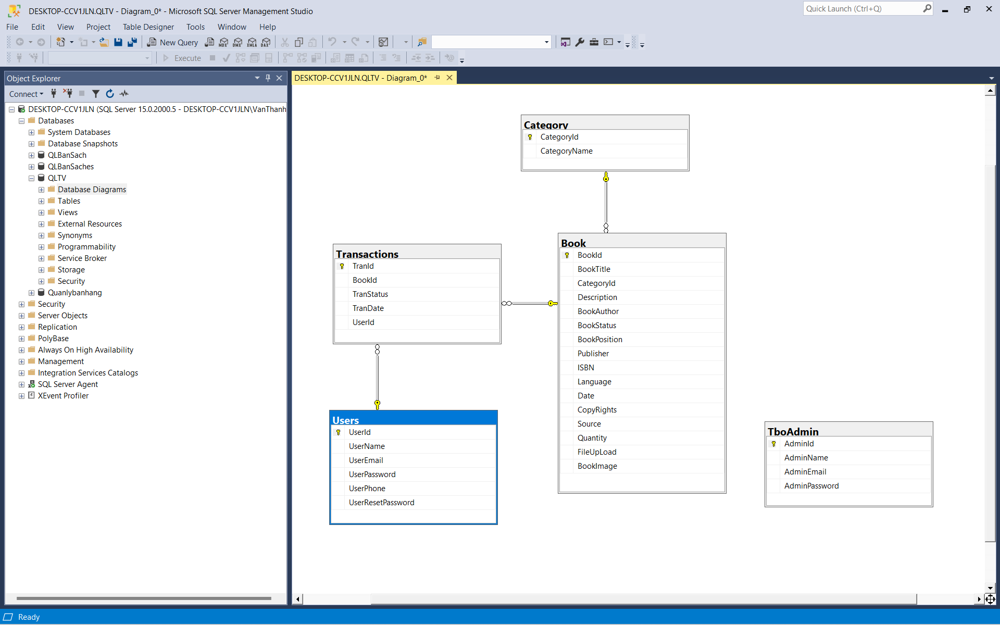 DESKTOP-CCV1JLN.QLTV - Diagram_0* - Microsoft SQL Server Management Studio
Quick Launch (Ctrl+Q)
File Edit View Project Table Designer Tools Window Help
New Query MDX DMX XMLA DAX
Execute
Object Explorer
Connect
DESKTOP-CCV1JLN (SQL Server 15.0.2000.5 - DESKTOP-CCV1JLN\VanThanh
Databases
System Databases
Database Snapshots
QLBanSach
QLBanSaches
QLTV
Database Diagrams
Tables
Views
External Resources
Synonyms
Programmability
Service Broker
Storage
Security
Quanlybanhang
Security
Server Objects
Replication
PolyBase
Always On High Availability
Management
Integration Services Catalogs
SQL Server Agent
XEvent Profiler
DESKTOP-CCV1JLN.QLTV - Diagram_0*
Category
CategoryId
CategoryName
Transactions
TranId
BookId
TranStatus
TranDate
UserId
Book
BookId
BookTitle
CategoryId
Description
BookAuthor
BookStatus
BookPosition
Publisher
ISBN
Language
Date
CopyRights
Source
Quantity
FileUpLoad
BookImage
Users
UserId
UserName
UserEmail
UserPassword
UserPhone
UserResetPassword
TboAdmin
AdminId
AdminName
AdminEmail
AdminPassword
Ready